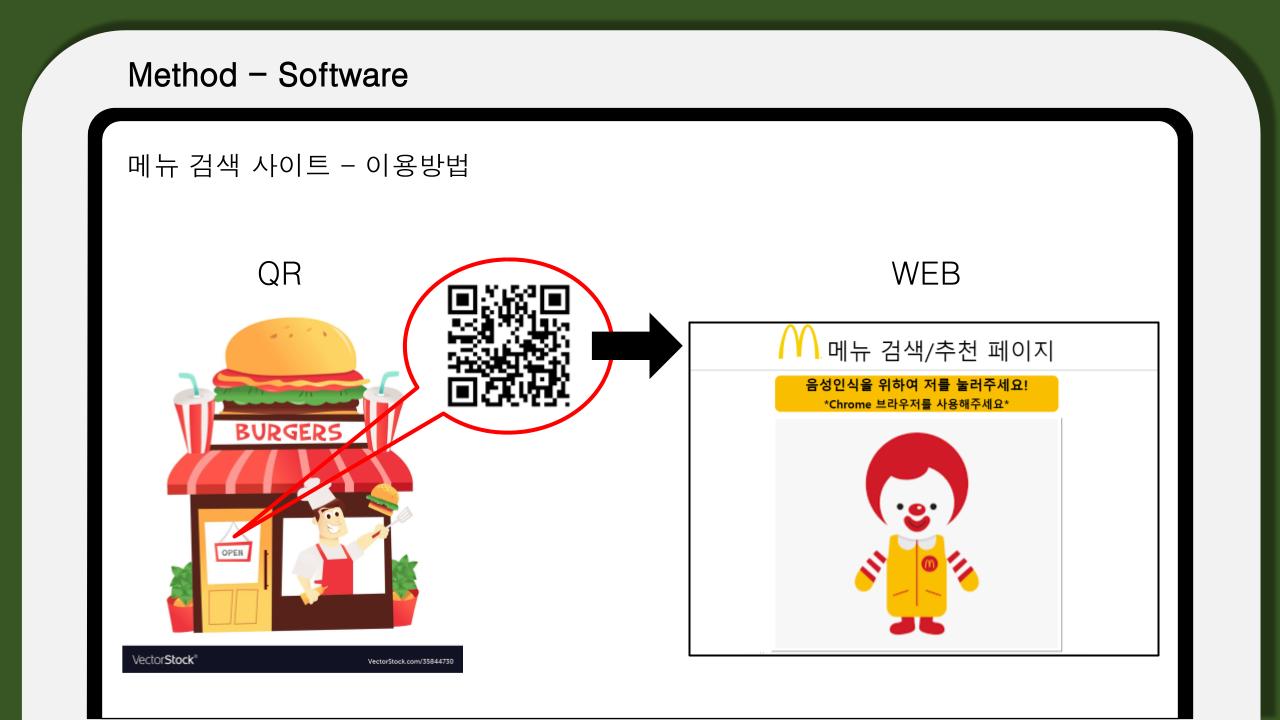 Method – Software
메뉴 검색 사이트 – 이용방법
QR
WEB
BURGERS
OPEN
VectorStock®
VectorStock.com/35844730
메뉴 검색/추천 페이지
음성인식을 위하여 저를 눌러주세요!
*Chrome 브라우저를 사용해주세요*